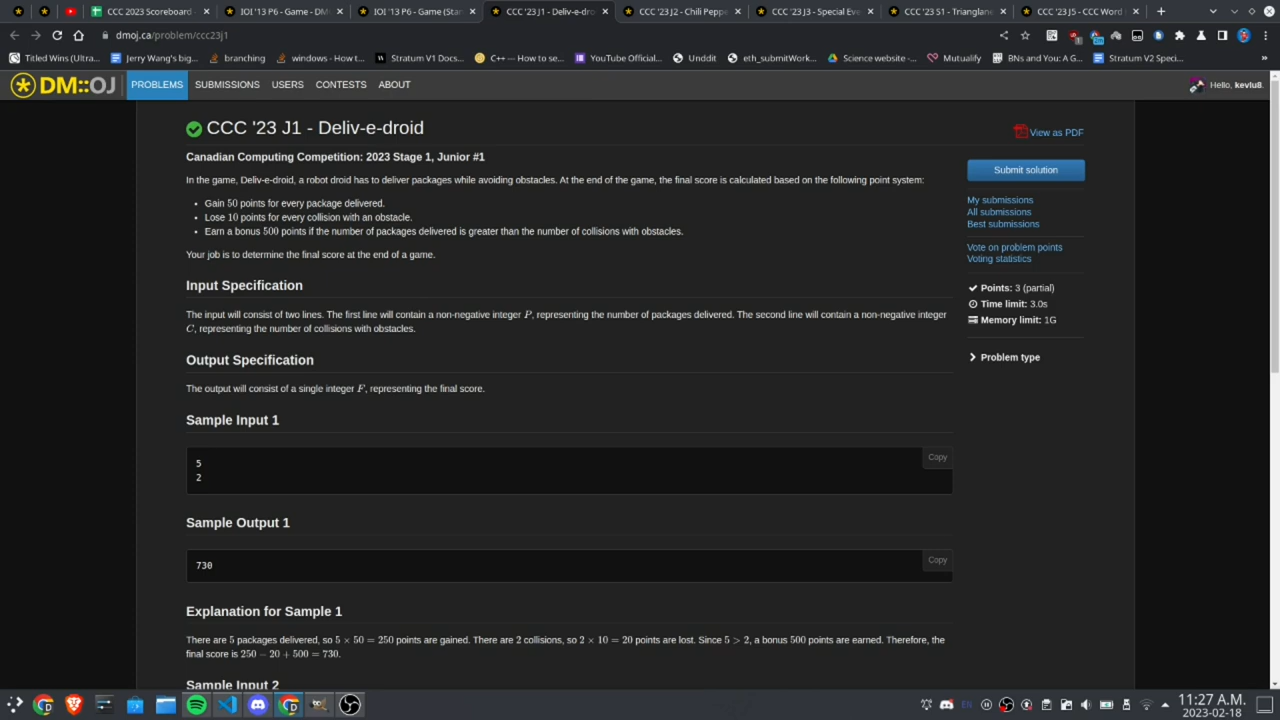 CCC 2023 Scoreboard -
IOI '13 P6 - Game - DM
IOI '13 P6 - Game (Star
CCC '23 J1 - Deliv-e-dro
CCC '23 J2 - Chili Pepp
CCC '23 J3 - Special Eve
CCC '23 S1 - Trianglane
CCC '23 J5 - CCC Word
dmoj.ca/problem/ccc23j1
Titled Wins (Ultra...
Jerry Wang's big...
branching
windows - How t...
Stratum V1 Docs...
C++ — How to se...
YouTube Official...
Unddit
eth_submitWork...
Science website -...
Mutualify
BNs and You: A G...
Stratum V2 Speci...
»
DM::OJ PROBLEMS SUBMISSIONS USERS CONTESTS ABOUT Hello, kevlu8.
CCC '23 J1 - Deliv-e-droid
View as PDF
Canadian Computing Competition: 2023 Stage 1, Junior #1
In the game, Deliv-e-droid, a robot droid has to deliver packages while avoiding obstacles. At the end of the game, the final score is calculated based on the following point system:
• Gain 50 points for every package delivered.
• Lose 10 points for every collision with an obstacle.
• Earn a bonus 500 points if the number of packages delivered is greater than the number of collisions with obstacles.
Your job is to determine the final score at the end of a game.
Input Specification
The input will consist of two lines. The first line will contain a non-negative integer P, representing the number of packages delivered. The second line will contain a non-negative integer
C, representing the number of collisions with obstacles.
Output Specification
The output will consist of a single integer F, representing the final score.
Sample Input 1
Copy
5
2
Sample Output 1
Copy
730
Explanation for Sample 1
There are 5 packages delivered, so 5 × 50 = 250 points are gained. There are 2 collisions, so 2 × 10 = 20 points are lost. Since 5 > 2, a bonus 500 points are earned. Therefore, the
final score is 250 − 20 + 500 = 730.
Sample Input 2
Submit solution
My submissions
All submissions
Best submissions
Vote on problem points
Voting statistics
Points: 3 (partial)
Time limit: 3.0s
Memory limit: 1G
Problem type
EN
11:27 A.M.
2023-02-18